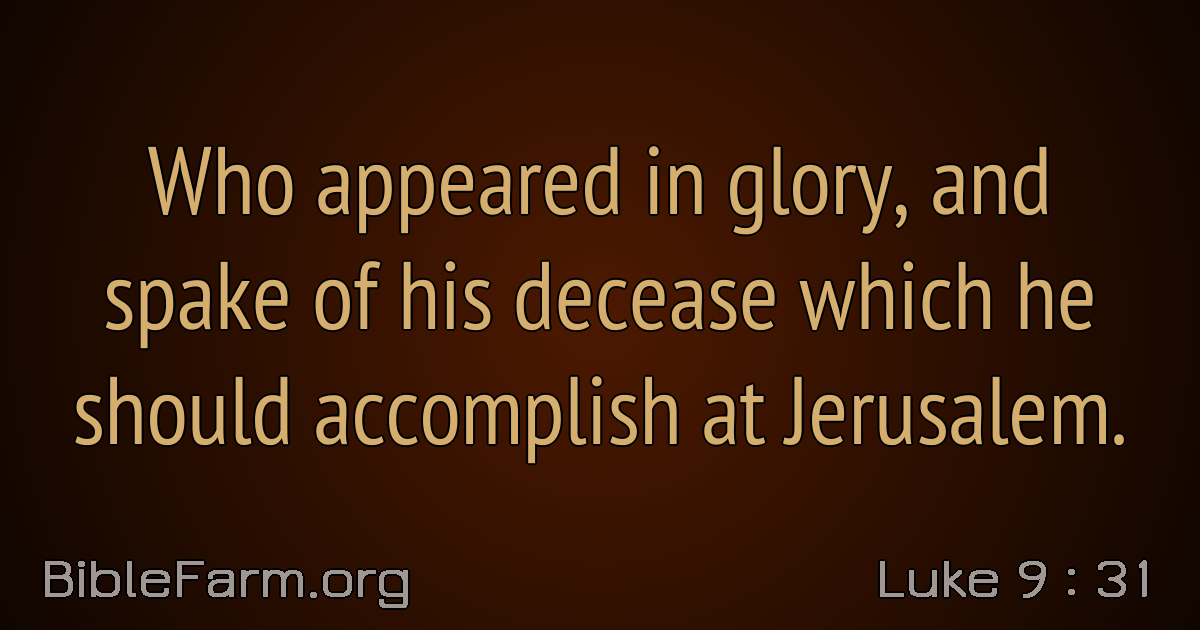 Who appeared in glory, and
spake of his decease which he
should accomplish at Jerusalem.
BibleFarm.org
Luke 9 : 31